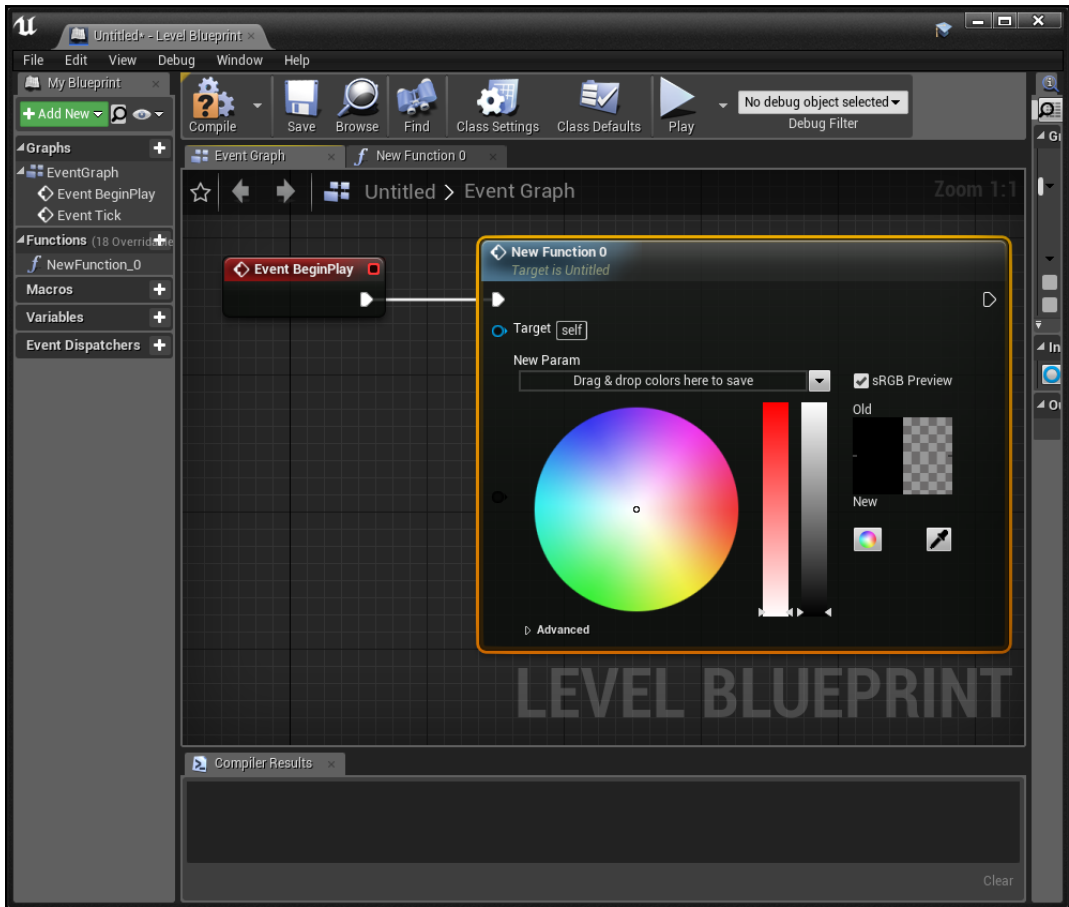 Untitled* - Level Blueprint
File Edit View Debug Window Help
My Blueprint
Add New
Compile Save Browse Find Class Settings Class Defaults Play
No debug object selected
Debug Filter
Graphs
EventGraph
Event BeginPlay
Event Tick
Functions (18 Overridable
NewFunction_0
Macros
Variables
Event Dispatchers
Event Graph
f New Function 0
Untitled > Event Graph
Zoom 1:1
Event BeginPlay
New Function 0
Target is Untitled
Target self
New Param
Drag & drop colors here to save
sRGB Preview
Old
New
Advanced
LEVEL BLUEPRINT
Compiler Results
Clear
In